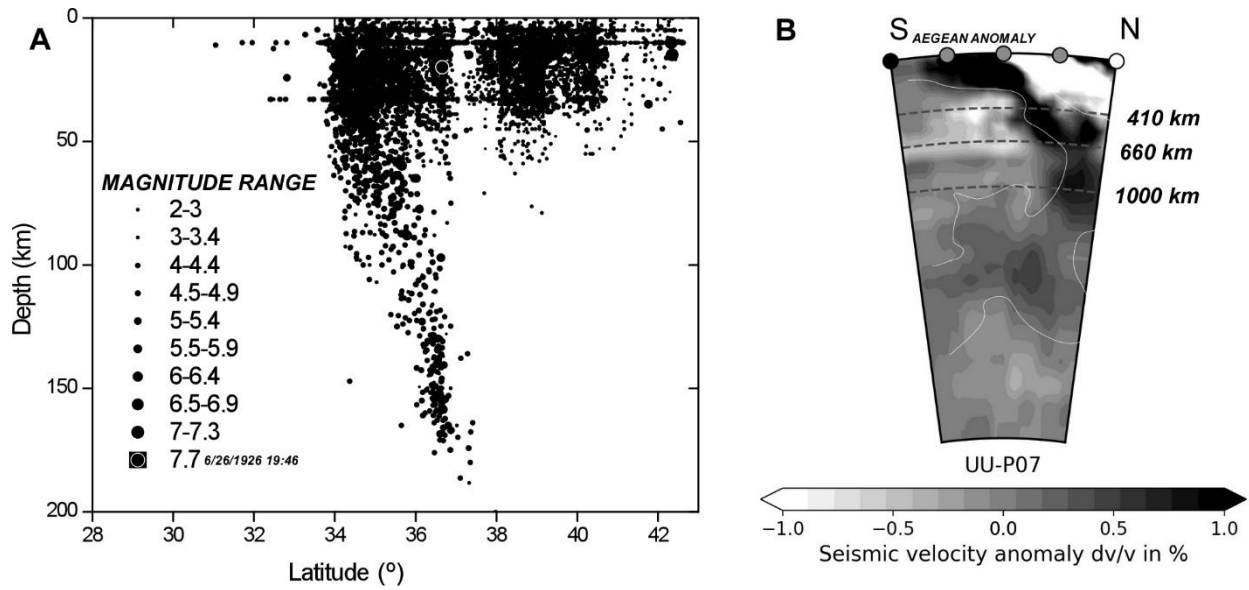 A
0
50
100
150
200
Depth (km)
MAGNITUDE RANGE
2-3
3-3.4
4-4.4
4.5-4.9
5-5.4
5.5-5.9
6-6.4
6.5-6.9
7-7.3
7.7 6/26/1926 19:46
28 30 32 34 36 38 40 42
Latitude (º)
B
S AEGEAN ANOMALY N
410 km
660 km
1000 km
UU-P07
−1.0 −0.5 0.0 0.5 1.0
Seismic velocity anomaly dv/v in %